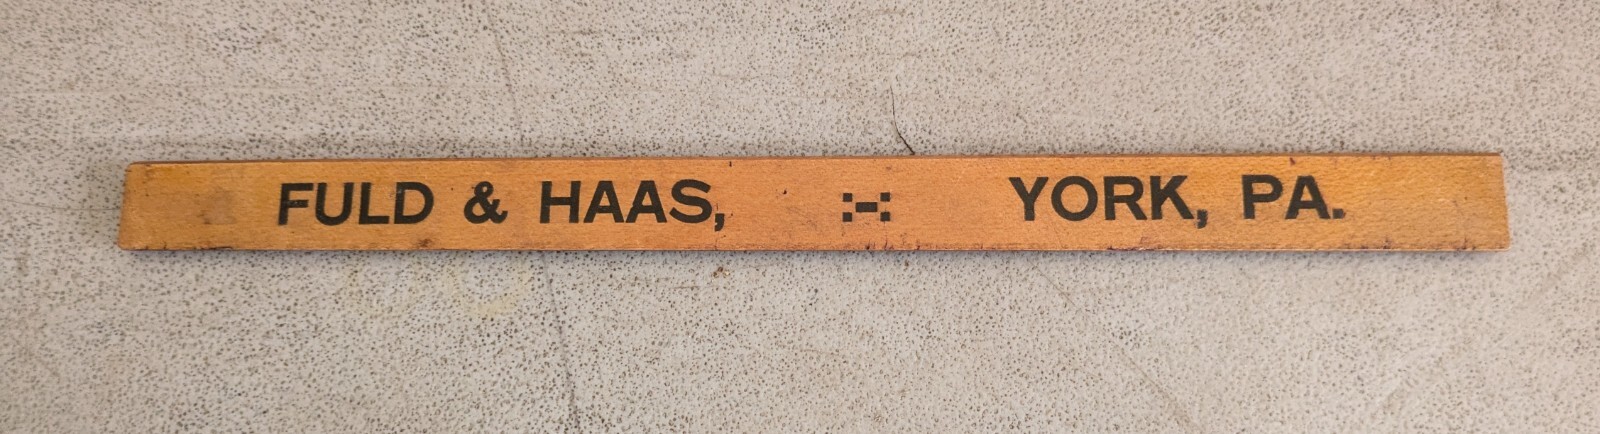 FULD & HAAS, :-: YORK, PA.